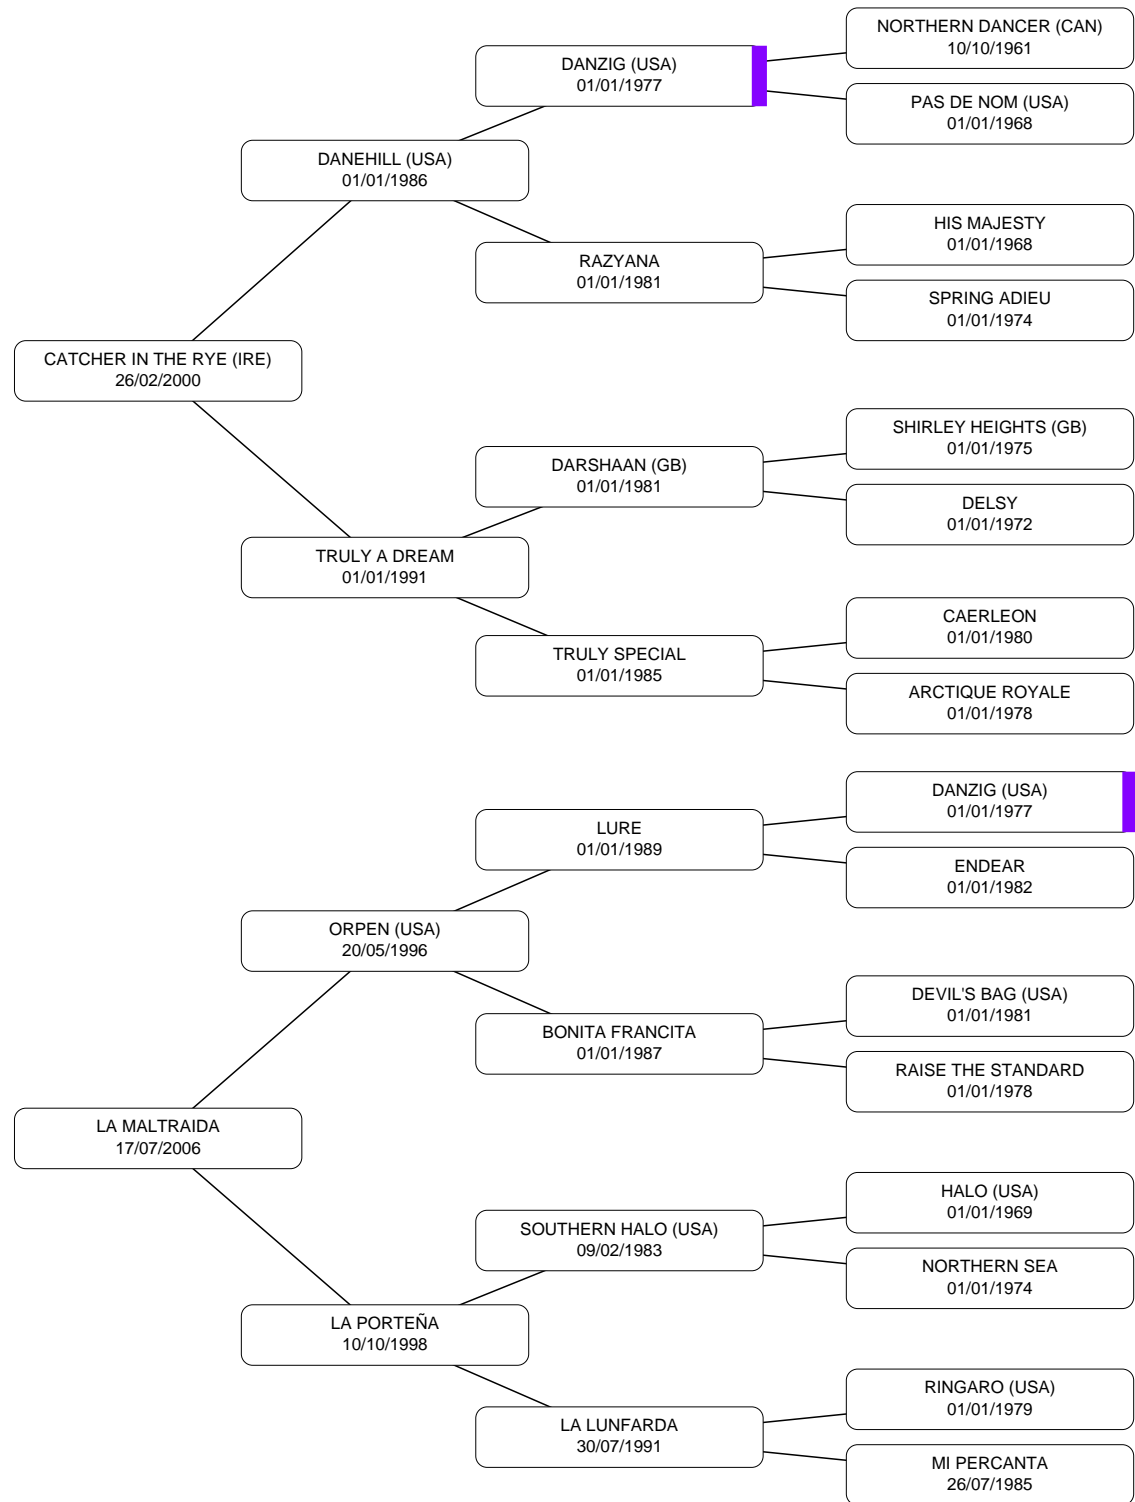 NORTHERN DANCER (CAN)
10/10/1961
DANZIG (USA)
01/01/1977
PAS DE NOM (USA)
01/01/1968
DANEHILL (USA)
01/01/1986
HIS MAJESTY
01/01/1968
RAZYANA
01/01/1981
SPRING ADIEU
01/01/1974
CATCHER IN THE RYE (IRE)
26/02/2000
SHIRLEY HEIGHTS (GB)
01/01/1975
DARSHAAN (GB)
01/01/1981
DELSY
01/01/1972
TRULY A DREAM
01/01/1991
CAERLEON
01/01/1980
TRULY SPECIAL
01/01/1985
ARCTIQUE ROYALE
01/01/1978
DANZIG (USA)
01/01/1977
LURE
01/01/1989
ENDEAR
01/01/1982
ORPEN (USA)
20/05/1996
DEVIL'S BAG (USA)
01/01/1981
BONITA FRANCITA
01/01/1987
RAISE THE STANDARD
01/01/1978
LA MALTRAIDA
17/07/2006
HALO (USA)
01/01/1969
SOUTHERN HALO (USA)
09/02/1983
NORTHERN SEA
01/01/1974
LA PORTEÑA
10/10/1998
RINGARO (USA)
01/01/1979
LA LUNFARDA
30/07/1991
MI PERCANTA
26/07/1985